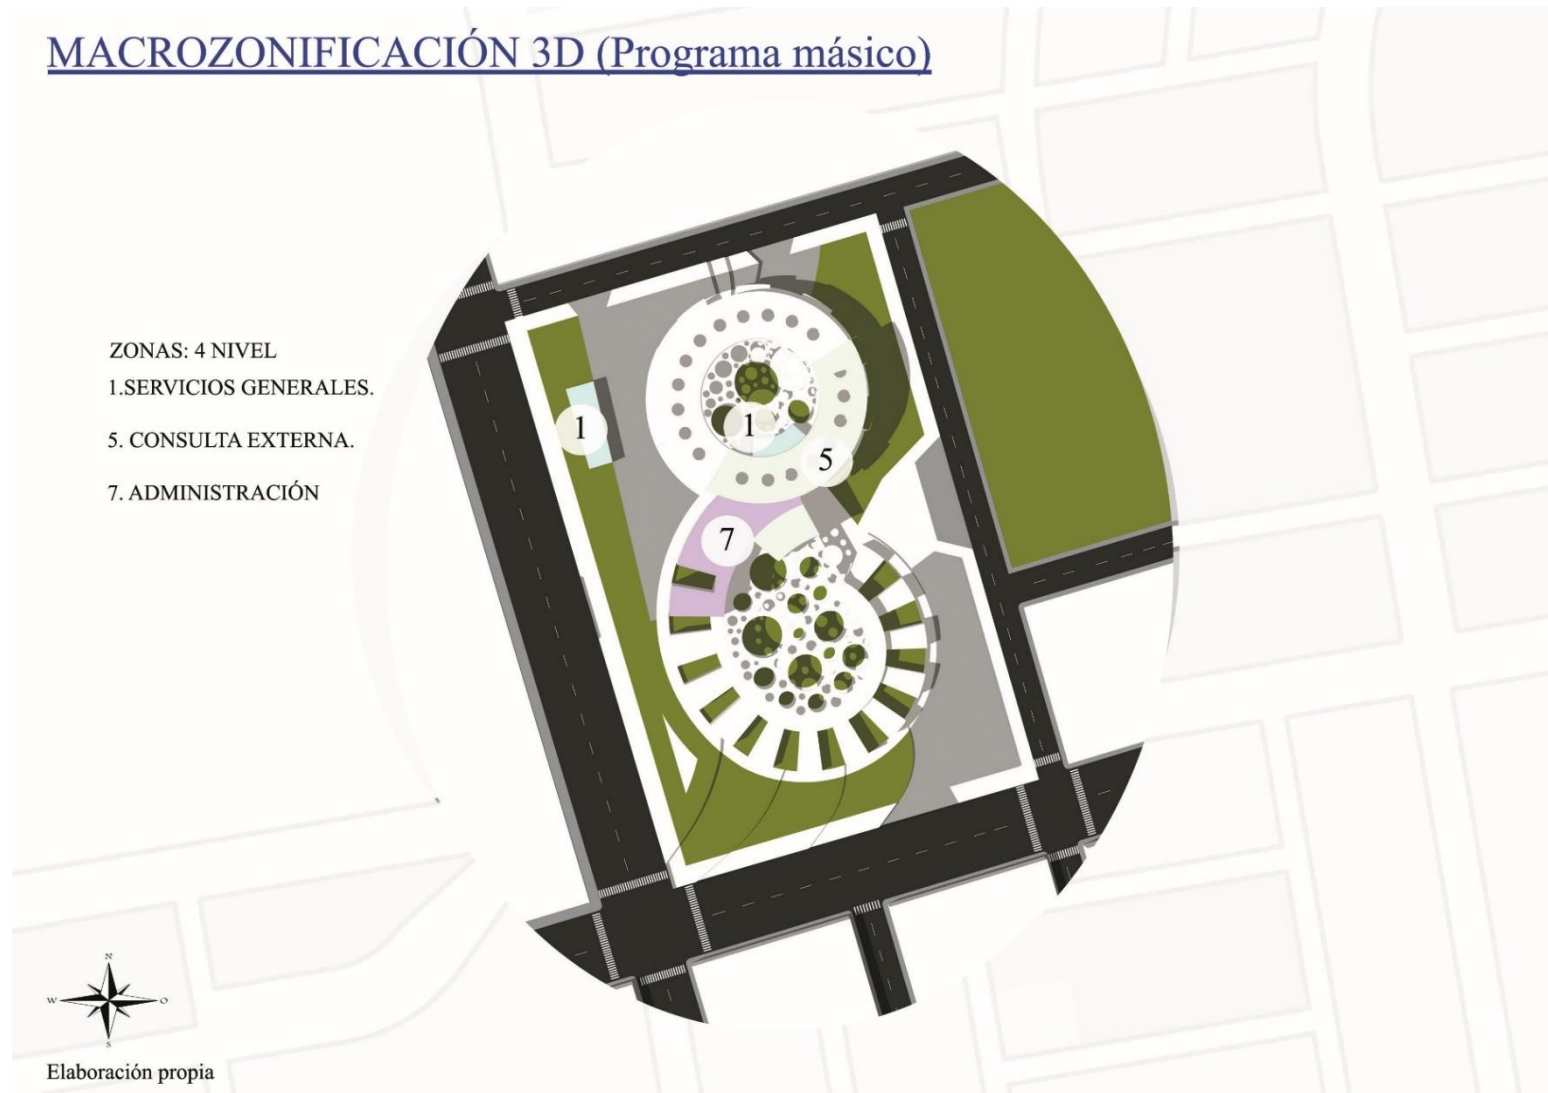 MACROZONIFICACIÓN 3D (Programa másico)
ZONAS: 4 NIVEL
1.SERVICIOS GENERALES.
5. CONSULTA EXTERNA.
7. ADMINISTRACIÓN
1
1
5
7
N
W O
S
Elaboración propia